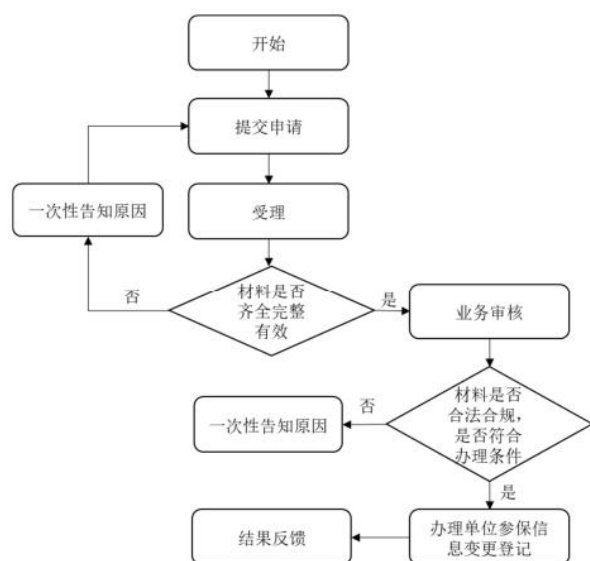 开始
提交申请
一次性告知原因
受理
否
材料是否
齐全完整
有效
是
业务审核
一次性告知原因
否
材料是否
合法合规，
是否符合
办理条件
是
结果反馈
办理单位参保信
息变更登记